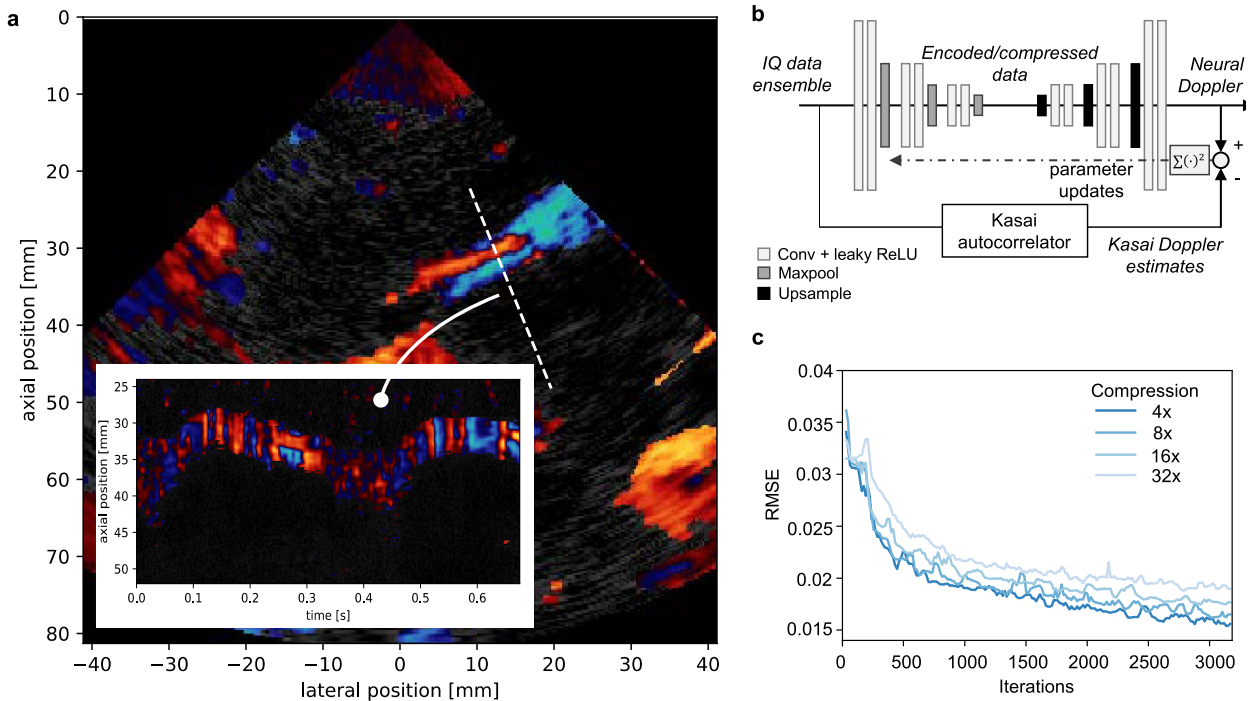 a
0
10
20
30
40
50
60
70
80
axial position [mm]
−40
−30
−20
−10
0
10
20
30
40
lateral position [mm]
25
30
35
40
45
50
axial position [mm]
0.0
0.1
0.2
0.3
0.4
0.5
0.6
time [s]
b
IQ data
ensemble
Encoded/compressed
data
Neural
Doppler
+
-
∑(·)²
parameter
updates
Kasai
autocorrelator
Kasai Doppler
estimates
Conv + leaky ReLU
Maxpool
Upsample
c
0.04
0.035
0.03
0.025
0.02
0.015
RMSE
Compression
4x
8x
16x
32x
0
500
1000
1500
2000
2500
3000
Iterations